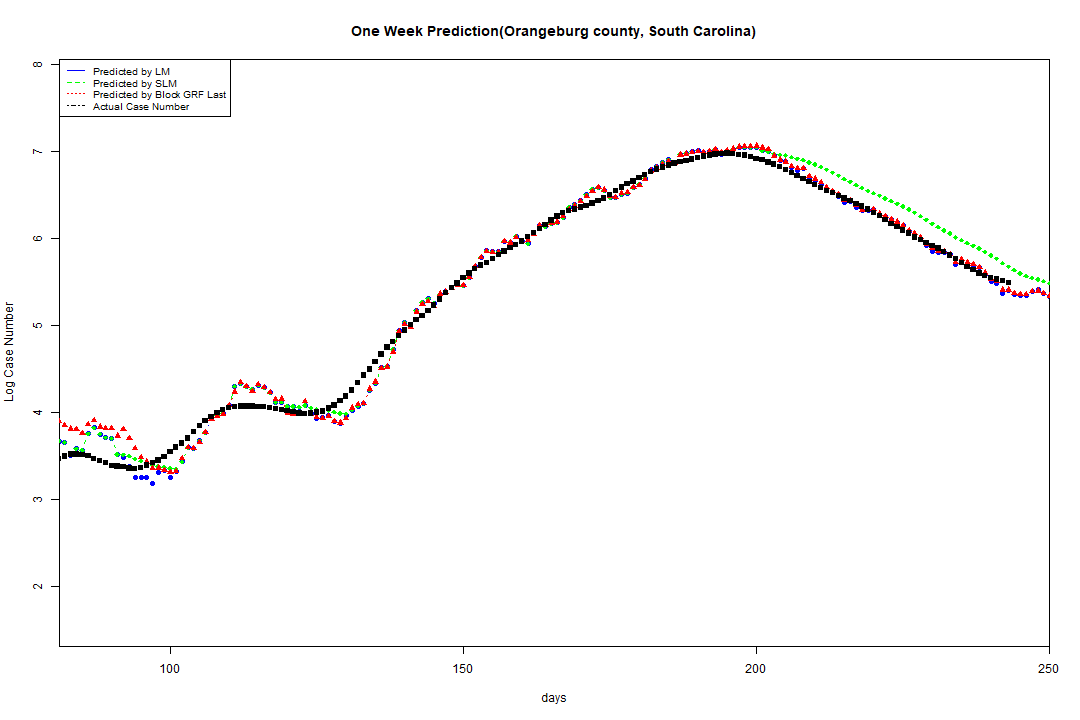 One Week Prediction(Orangeburg county, South Carolina)
Predicted by LM
Predicted by SLM
Predicted by Block GRF Last
Actual Case Number
8
7
6
5
4
3
2
Log Case Number
100
150
200
250
days